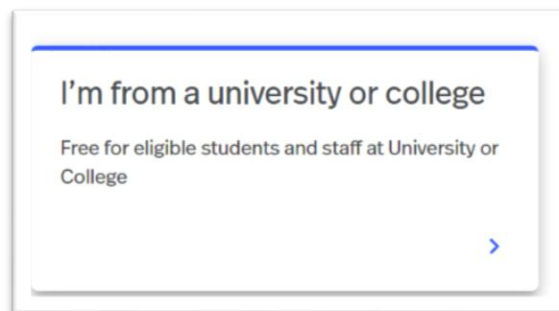 I’m from a university or college
Free for eligible students and staff at University or
College